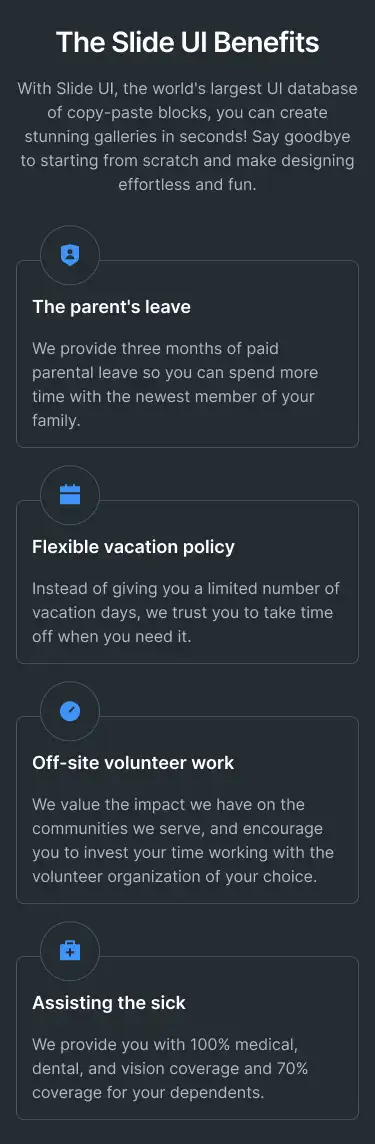 The Slide UI Benefits
With Slide UI, the world's largest UI database
of copy-paste blocks, you can create
stunning galleries in seconds! Say goodbye
to starting from scratch and make designing
effortless and fun.
The parent's leave
We provide three months of paid
parental leave so you can spend more
time with the newest member of your
family.
Flexible vacation policy
Instead of giving you a limited number of
vacation days, we trust you to take time
off when you need it.
Off-site volunteer work
We value the impact we have on the
communities we serve, and encourage
you to invest your time working with the
volunteer organization of your choice.
Assisting the sick
We provide you with 100% medical,
dental, and vision coverage and 70%
coverage for your dependents.